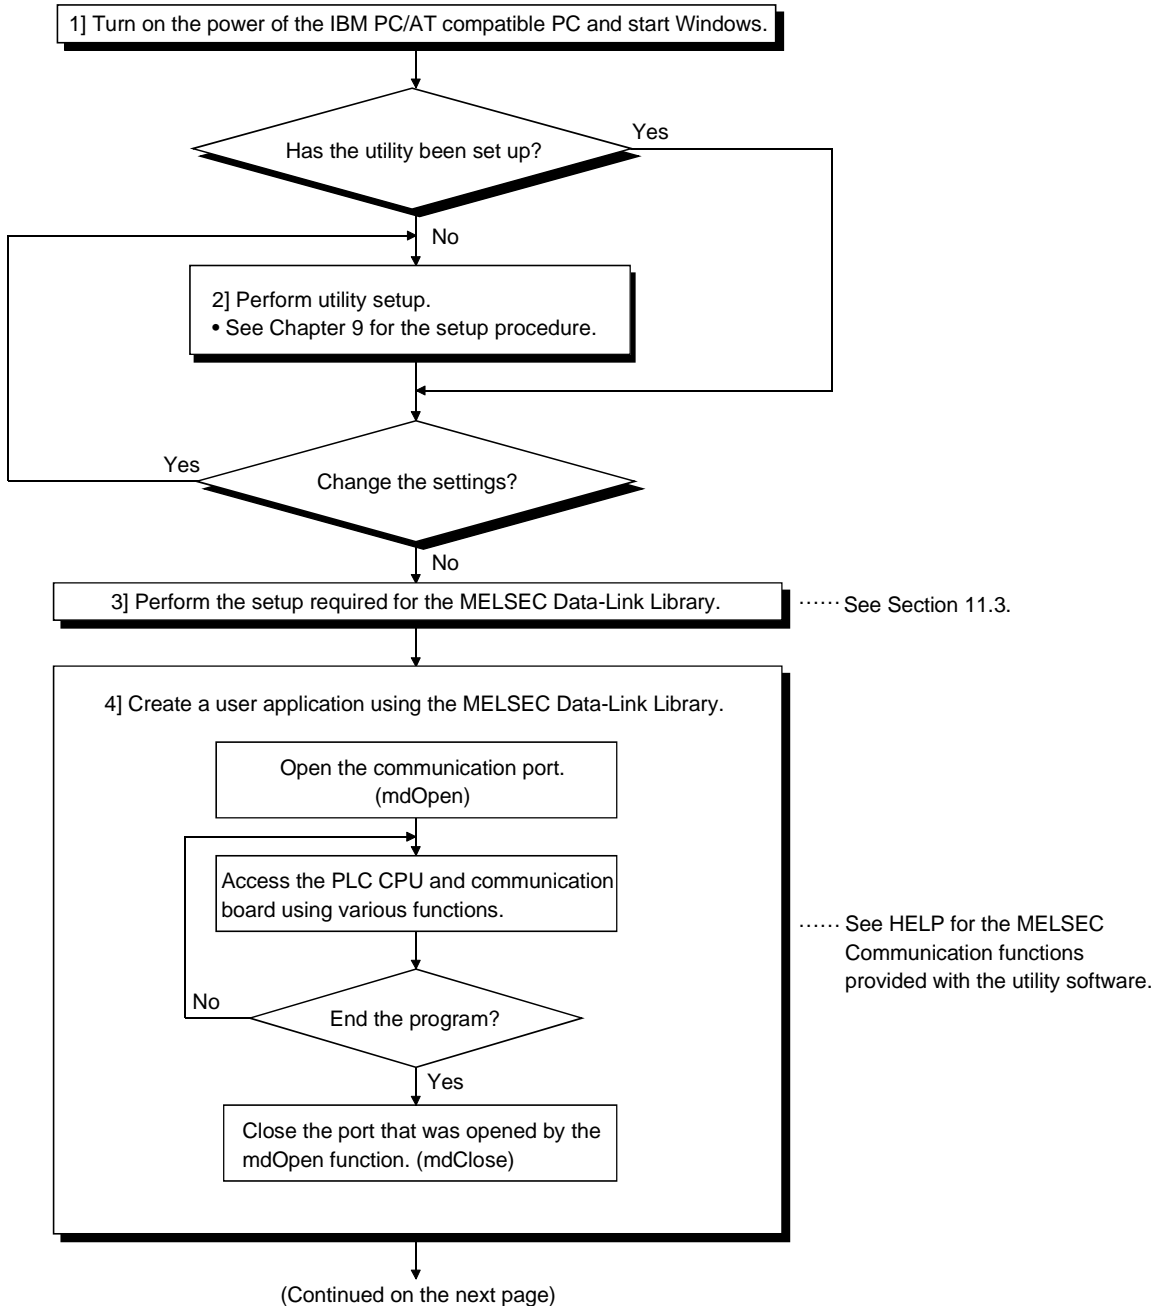 1] Turn on the power of the IBM PC/AT compatible PC and start Windows.
Has the utility been set up?
Yes
No
2] Perform utility setup.
• See Chapter 9 for the setup procedure.
Yes
Change the settings?
No
3] Perform the setup required for the MELSEC Data-Link Library.
······ See Section 11.3.
4] Create a user application using the MELSEC Data-Link Library.
Open the communication port.
(mdOpen)
Access the PLC CPU and communication
board using various functions.
······ See HELP for the MELSEC
Communication functions
provided with the utility software.
No
End the program?
Yes
Close the port that was opened by the
mdOpen function. (mdClose)
(Continued on the next page)